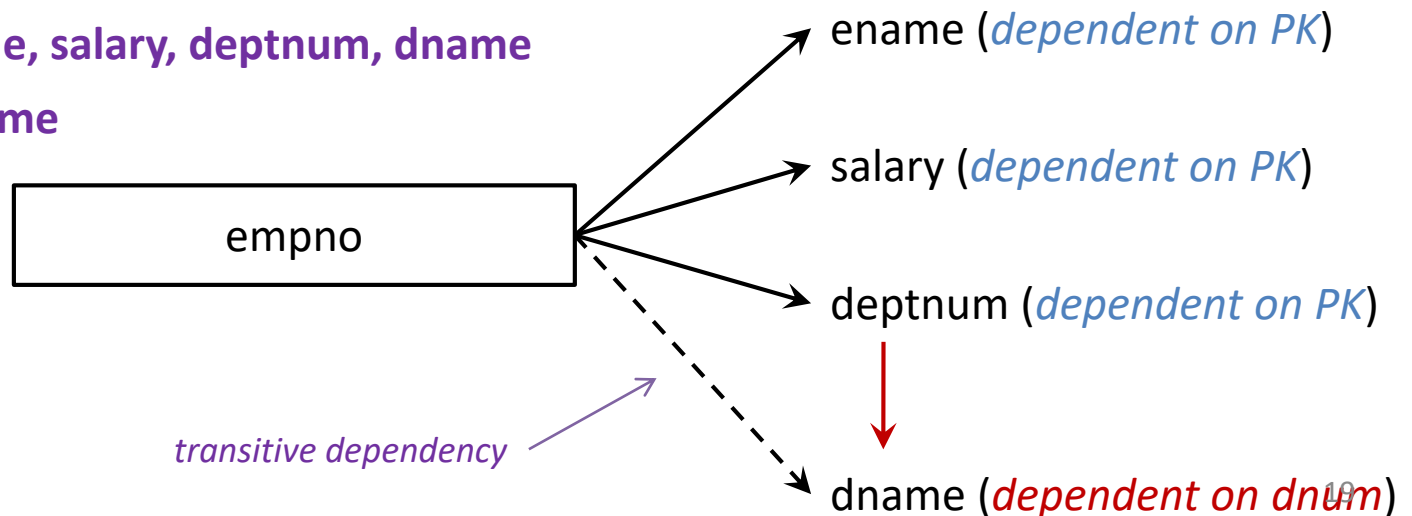 e, salary, deptnum, dname
me
empno
ename (dependent on PK)
salary (dependent on PK)
deptnum (dependent on PK)
transitive dependency
dname (dependent on dnum)
19